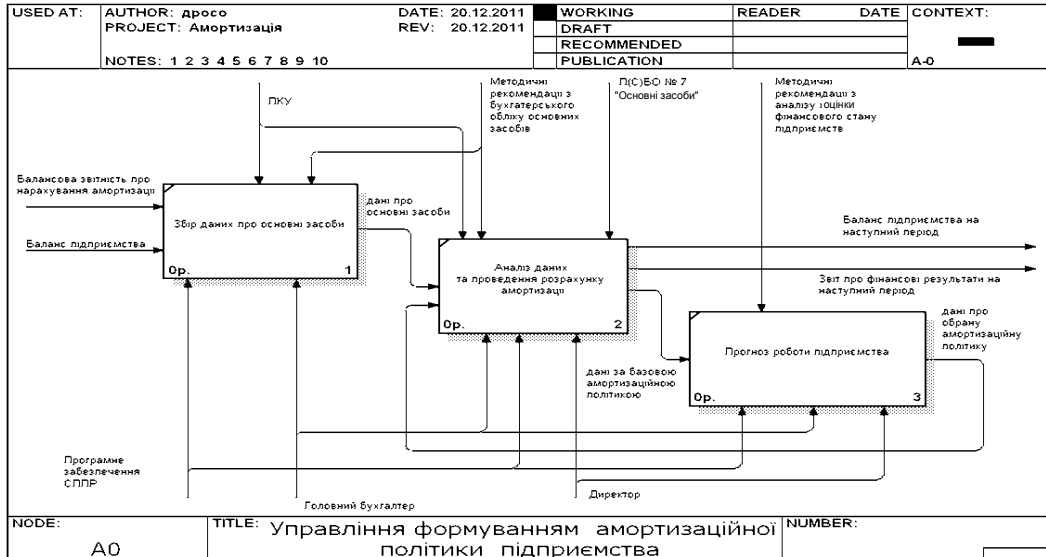 USED AT:
AUTHOR: дросо
DATE: 20.12.2011
WORKING
READER
DATE
CONTEXT:
PROJECT: Амортизація
REV: 20.12.2011
DRAFT
RECOMMENDED
NOTES: 1 2 3 4 5 6 7 8 9 10
PUBLICATION
A-0
ПКУ
Методичні
рекомендації з
бухгатерського
обліку основних
засобів
П(С)БО № 7
"Основні засоби"
Методичні
рекомендації з
аналізу іоцінки
фінансового стану
підприємств
Балансова звітність про
нарахування амортизації
Баланс підприємства
Збір даних про основні засоби
0р.
1
дані про
основні засоби
Аналіз даних
та проведення розрахунку
амортизації
0р.
2
Баланс підприємства на
наступний період
Звіт про фінансові результати на
наступний період
дані про
обрану
амортизаційну
політику
Прогноз роботи підприємства
0р.
3
дані за базовою
амортизаційною
політикою
Програмне
забезпечення
СППР
Головний бухгалтер
Директор
NODE:
A0
TITLE:
Управління формуванням амортизаційної
політики підприємства
NUMBER: